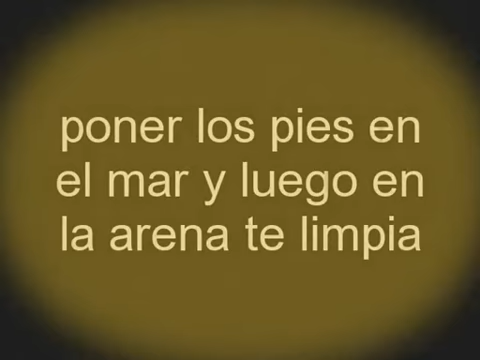 poner los pies en
el mar y luego en
la arena te limpia